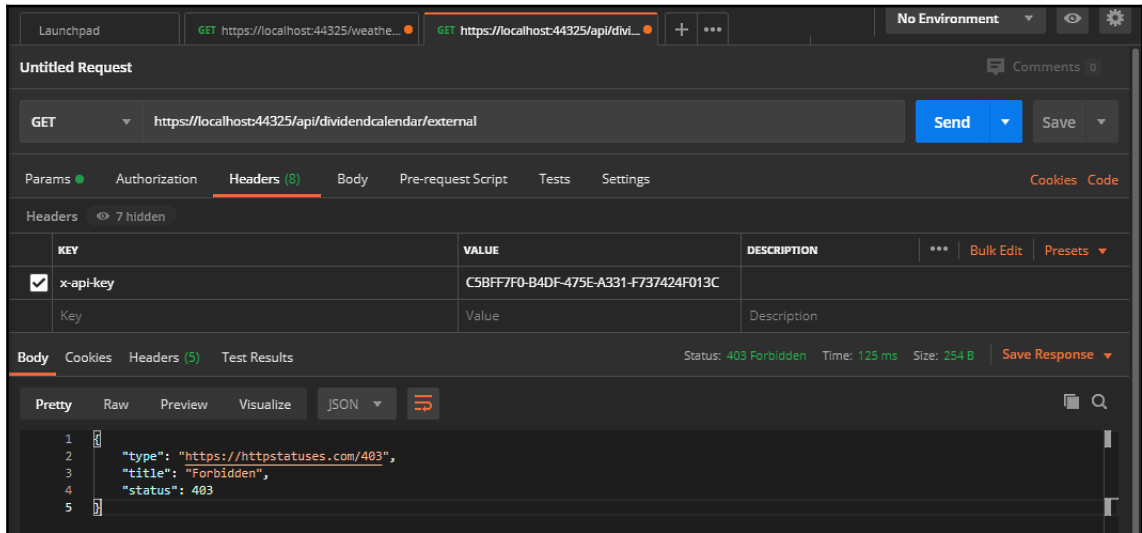 Launchpad
GET https://localhost:44325/weathe...
GET https://localhost:44325/api/divi...
No Environment
Untitled Request
Comments 0
GET https://localhost:44325/api/dividendcalendar/external Send Save
Params Authorization Headers (8) Body Pre-request Script Tests Settings Cookies Code
Headers 7 hidden
KEY VALUE DESCRIPTION ••• Bulk Edit Presets
x-api-key C5BFF7F0-B4DF-475E-A331-F737424F013C
Key Value Description
Body Cookies Headers (5) Test Results Status: 403 Forbidden Time: 125 ms Size: 254 B Save Response
Pretty Raw Preview Visualize JSON
1 {
2 "type": "https://httpstatuses.com/403",
3 "title": "Forbidden",
4 "status": 403
5 }